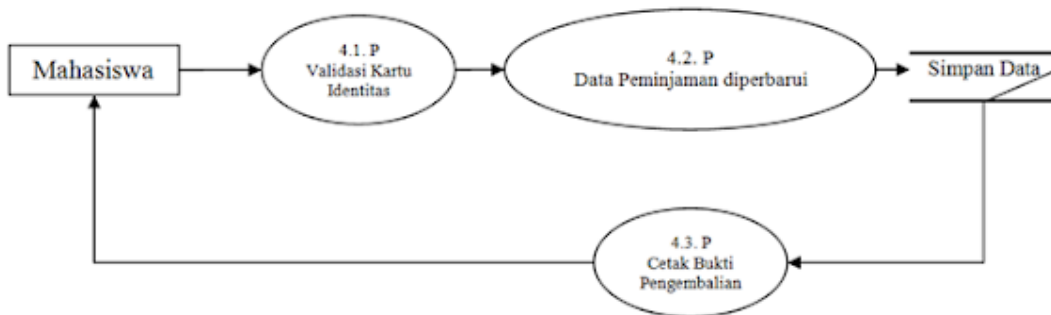 Mahasiswa
4.1. P
Validasi Kartu
Identitas
4.2. P
Data Peminjaman diperbarui
Simpan Data
4.3. P
Cetak Bukti
Pengembalian